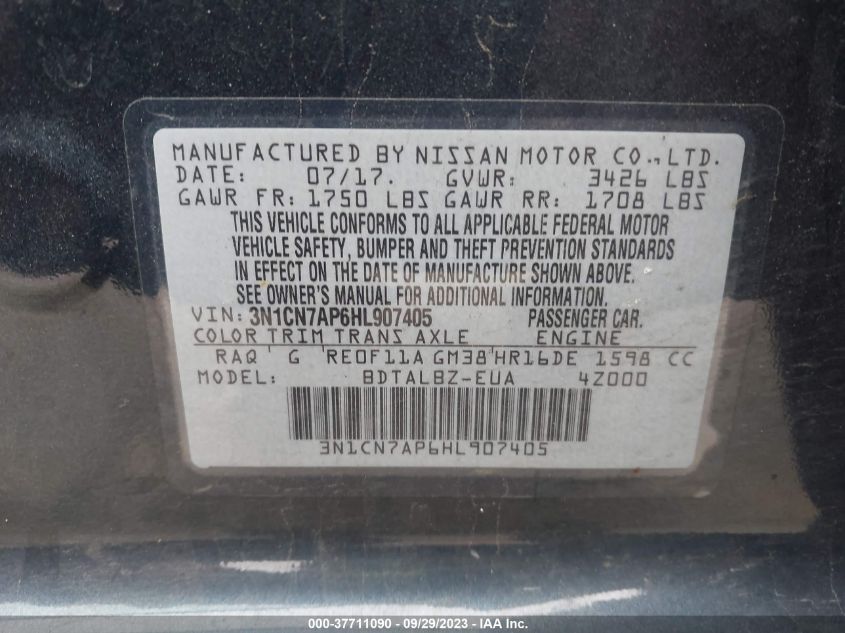 MANUFACTURED BY NISSAN MOTOR CO., LTD.
DATE: 07/17. GVWR: 3426 LBS
GAWR FR: 1750 LBS GAWR RR: 1708 LBS
THIS VEHICLE CONFORMS TO ALL APPLICABLE FEDERAL MOTOR
VEHICLE SAFETY, BUMPER AND THEFT PREVENTION STANDARDS
IN EFFECT ON THE DATE OF MANUFACTURE SHOWN ABOVE.
SEE OWNER'S MANUAL FOR ADDITIONAL INFORMATION.
VIN: 3N1CN7AP6HL907405 PASSENGER CAR.
COLOR TRIM TRANS AXLE ENGINE
RAQ G RE0F11A GM38 HR16DE 1598 CC
MODEL: BDTALBZ-EUA 4Z000
3N1CN7AP6HL907405
000-37711090 - 09/29/2023 - IAA Inc.